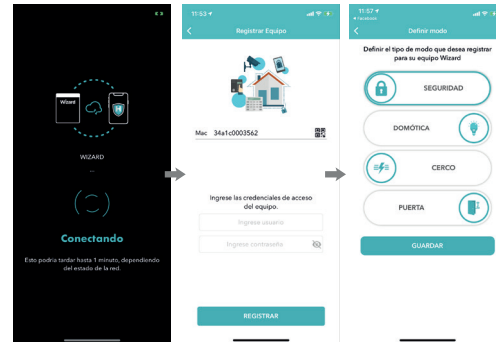 Wizard
WIZARD
Conectando
Esto podría tardar hasta 1 minuto, dependiendo
del estado de la red.
11:53
Registrar Equipo
Mac 34a1c0003562
Ingrese las credenciales de acceso
del equipo.
Ingrese usuario
Ingrese contraseña
REGISTRAR
11:57
Facebook
Definir modo
Definir el tipo de modo que desea registrar
para su equipo Wizard
SEGURIDAD
DOMÓTICA
CERCO
PUERTA
GUARDAR